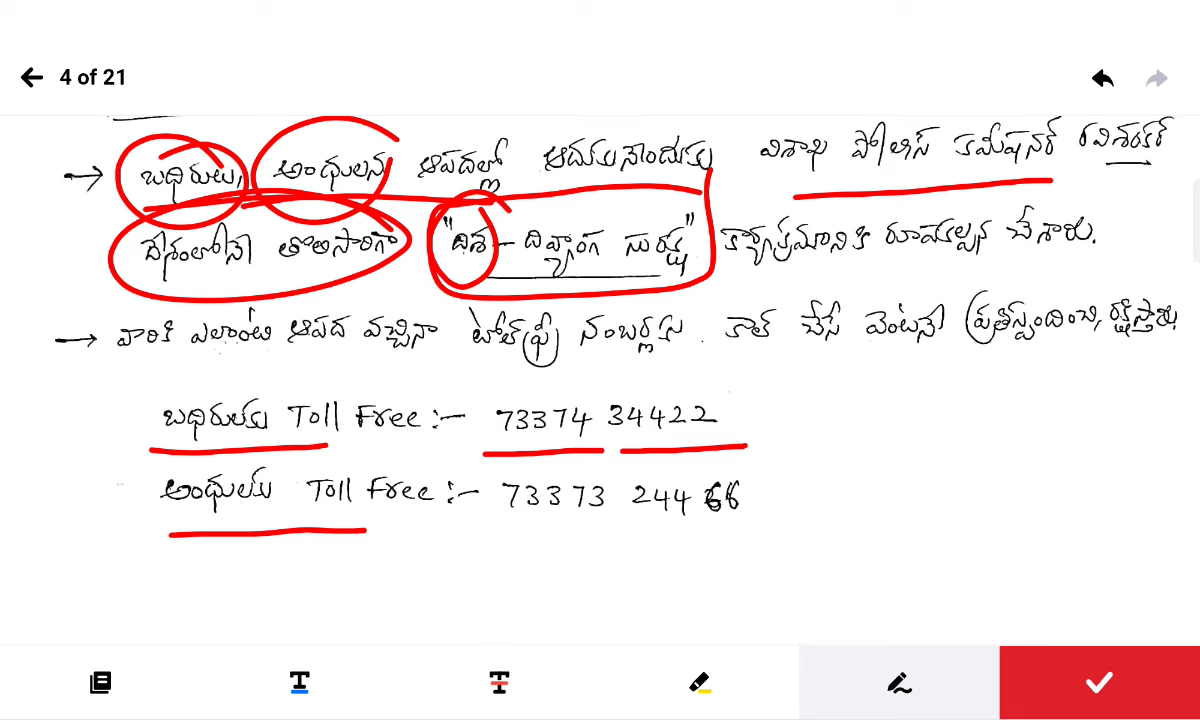 4 of 21
→ బధిరులు, అంధులను ఆపదల్లో ఆదుకునేందుకు విశాఖ పోలీస్ కమీషనర్ రవిశంకర్
దేశంలోనే తొలిసారిగా "దిశ - దివ్యాంగ సురక్ష" కార్యక్రమానికి రూపకల్పన చేశారు.
→ వారికి ఎలాంటి ఆపద వచ్చినా టోల్‌ఫ్రీ నంబర్లకు కాల్ చేసే వెంటనే ప్రతిస్పందించి, రక్షిస్తారు.
బధిరులకు Toll Free :- 73374 34422
అంధులకు Toll Free :- 73373 244